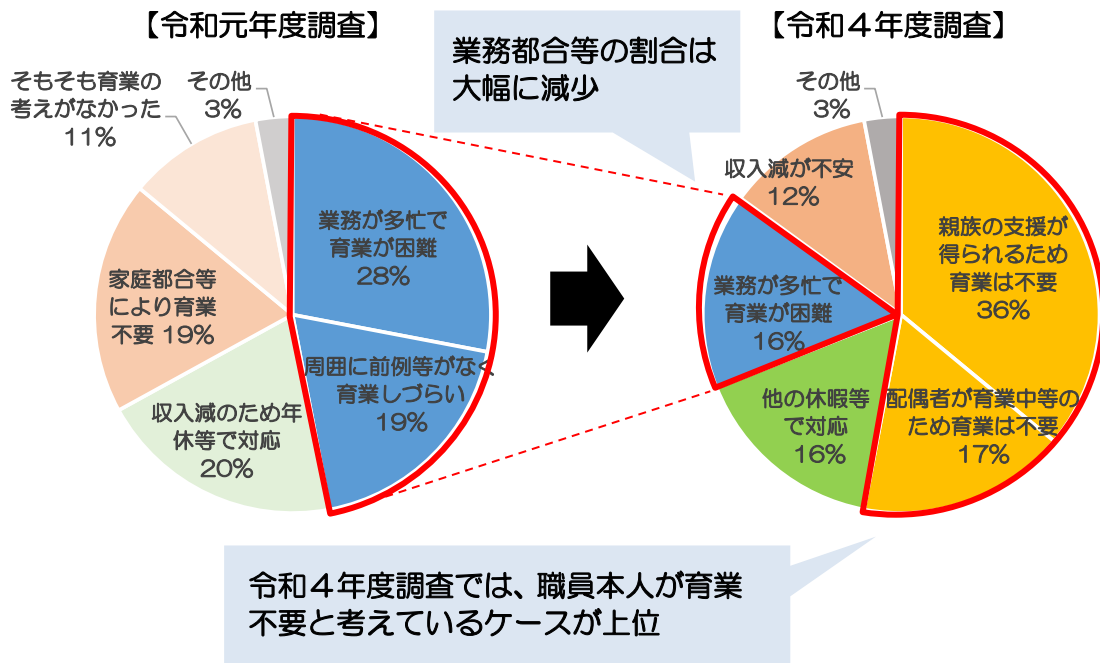 【令和元年度調査】
業務都合等の割合は
大幅に減少
【令和４年度調査】
そもそも育業の
考えがなかった
11%
その他
3%
業務が多忙で
育業が困難
28%
周囲に前例等がなく
育業しづらい
19%
収入減のため年
休等で対応
20%
家庭都合等
により育業
不要 19%
その他
3%
収入減が不安
12%
親族の支援が
得られるため
育業は不要
36%
業務が多忙で
育業が困難
16%
他の休暇等
で対応
16%
配偶者が育業中等の
ため育業は不要
17%
令和４年度調査では、職員本人が育業
不要と考えているケースが上位